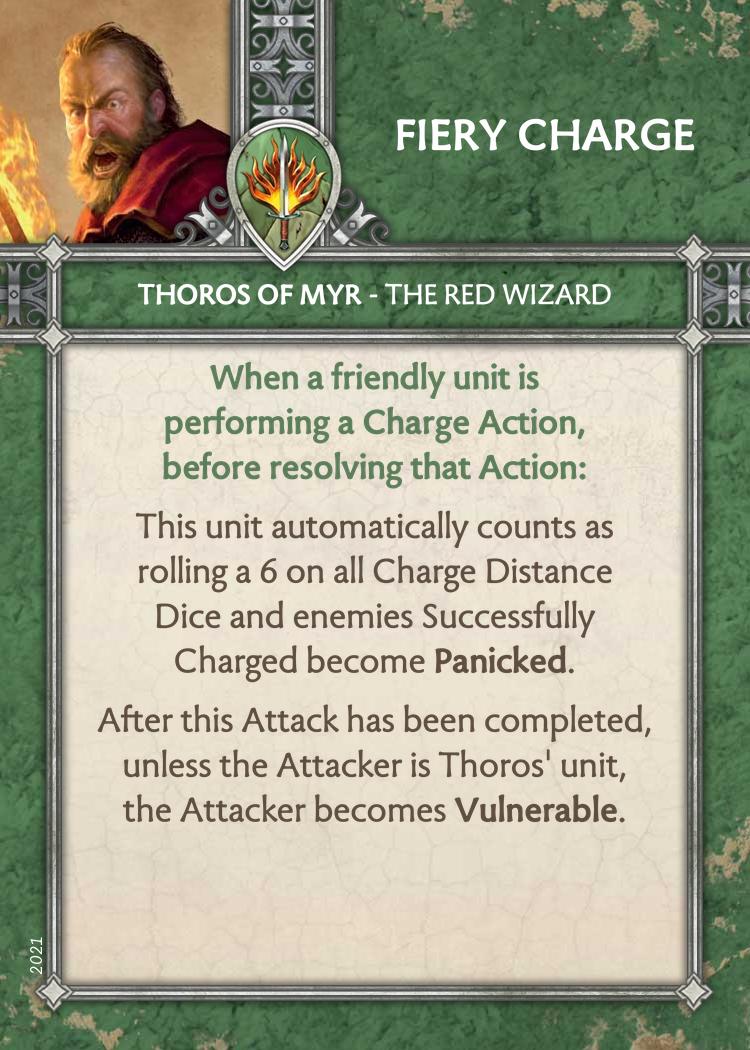 FIERY CHARGE
THOROS OF MYR - THE RED WIZARD
When a friendly unit is
performing a Charge Action,
before resolving that Action:
This unit automatically counts as
rolling a 6 on all Charge Distance
Dice and enemies Successfully
Charged become Panicked.
After this Attack has been completed,
unless the Attacker is Thoros' unit,
the Attacker becomes Vulnerable.
2021